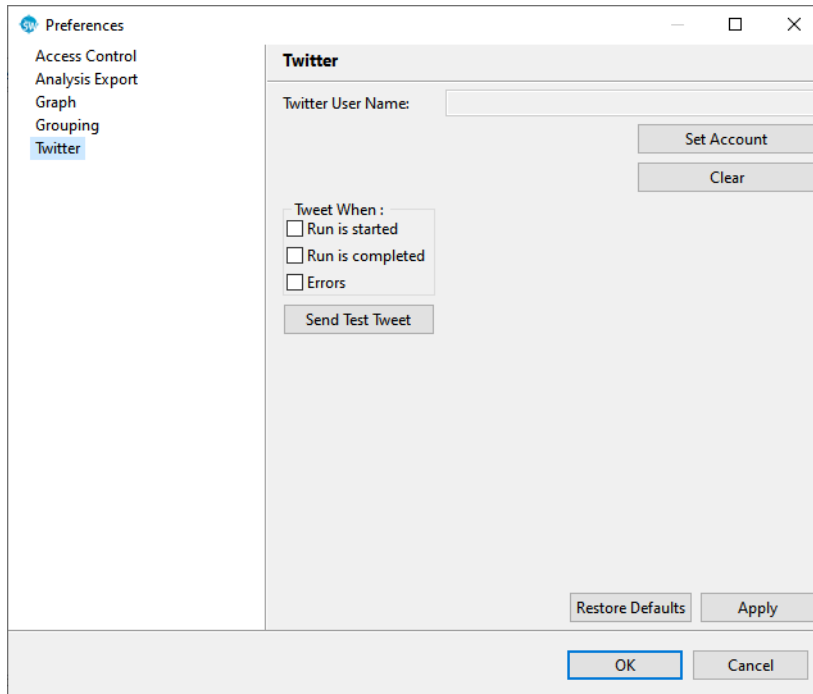 SW Preferences
Access Control
Analysis Export
Graph
Grouping
Twitter
Twitter
Twitter User Name:
Set Account
Clear
Tweet When :
Run is started
Run is completed
Errors
Send Test Tweet
Restore Defaults
Apply
OK
Cancel